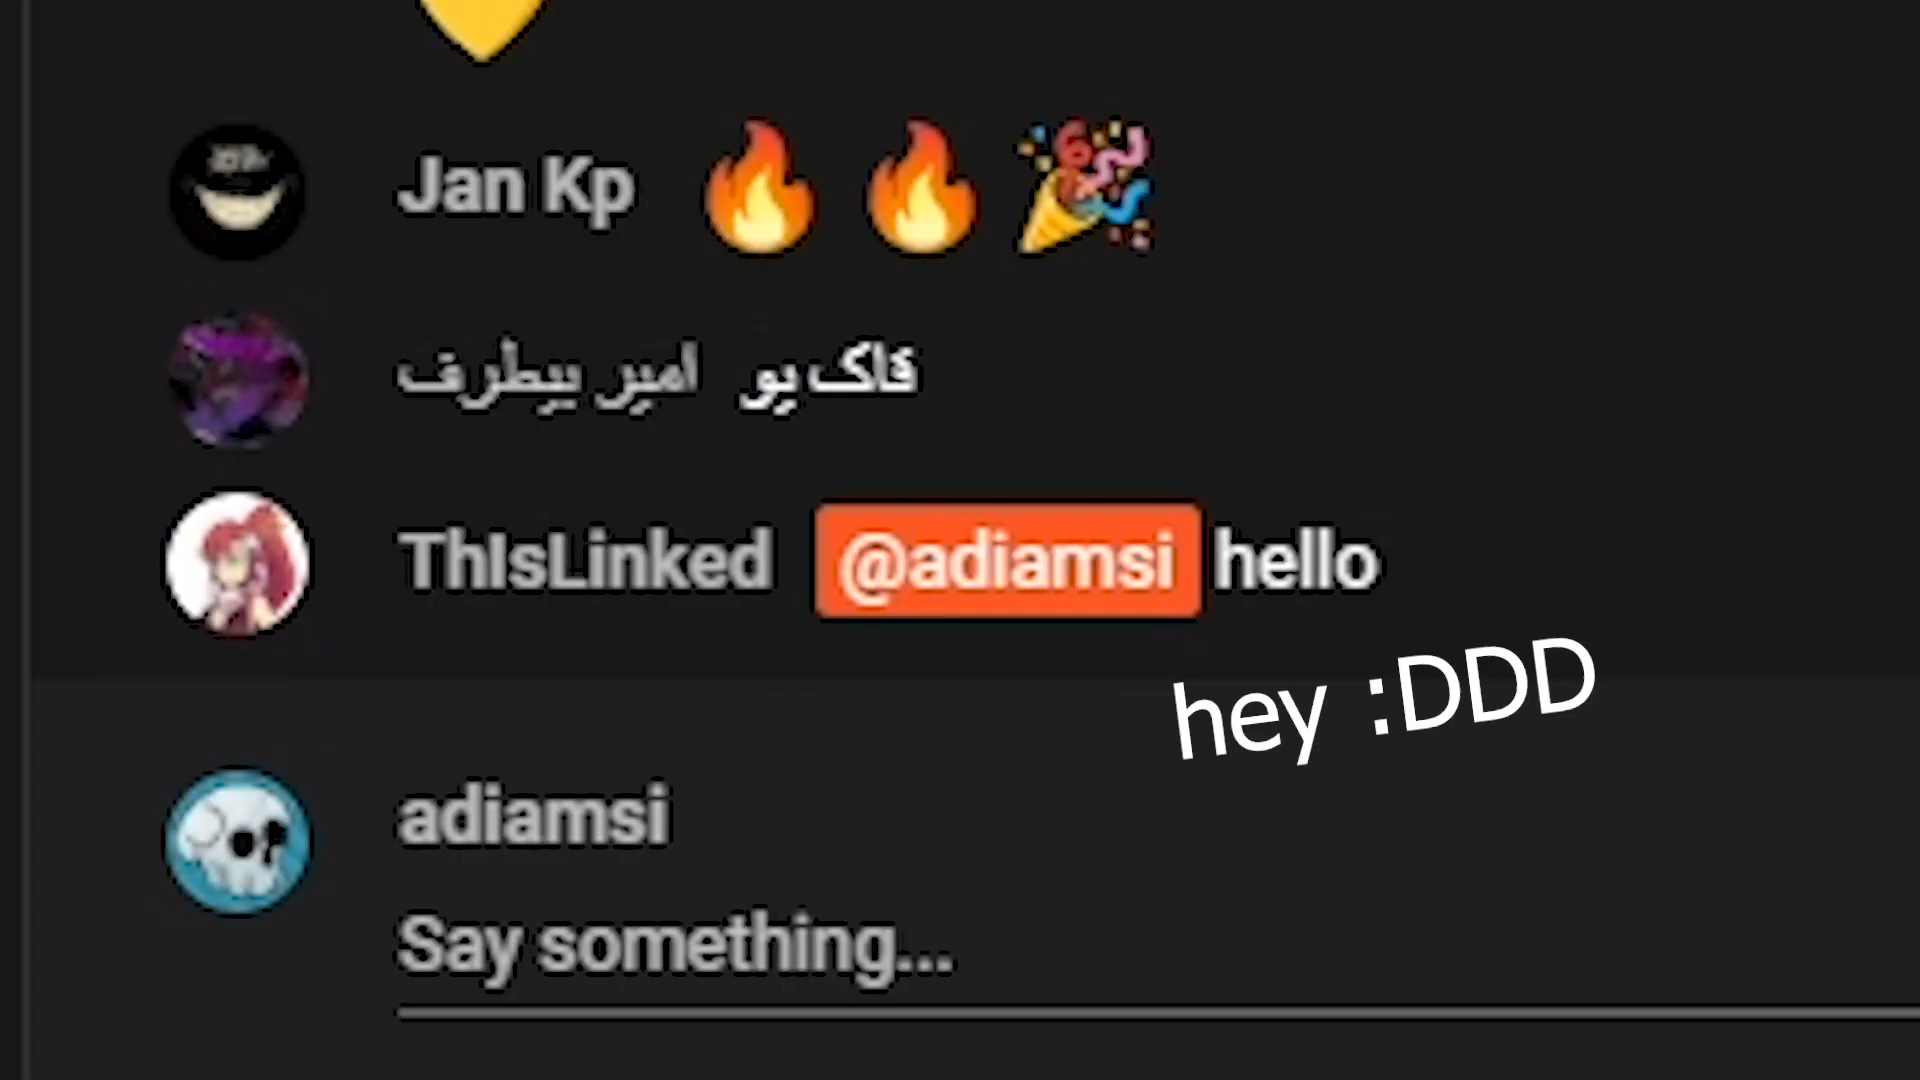 Jan Kp 🔥 🔥 🎉
امیر بیطرف فاک یو
ThIsLinked @adiamsi hello
hey :DDD
adiamsi
Say something...